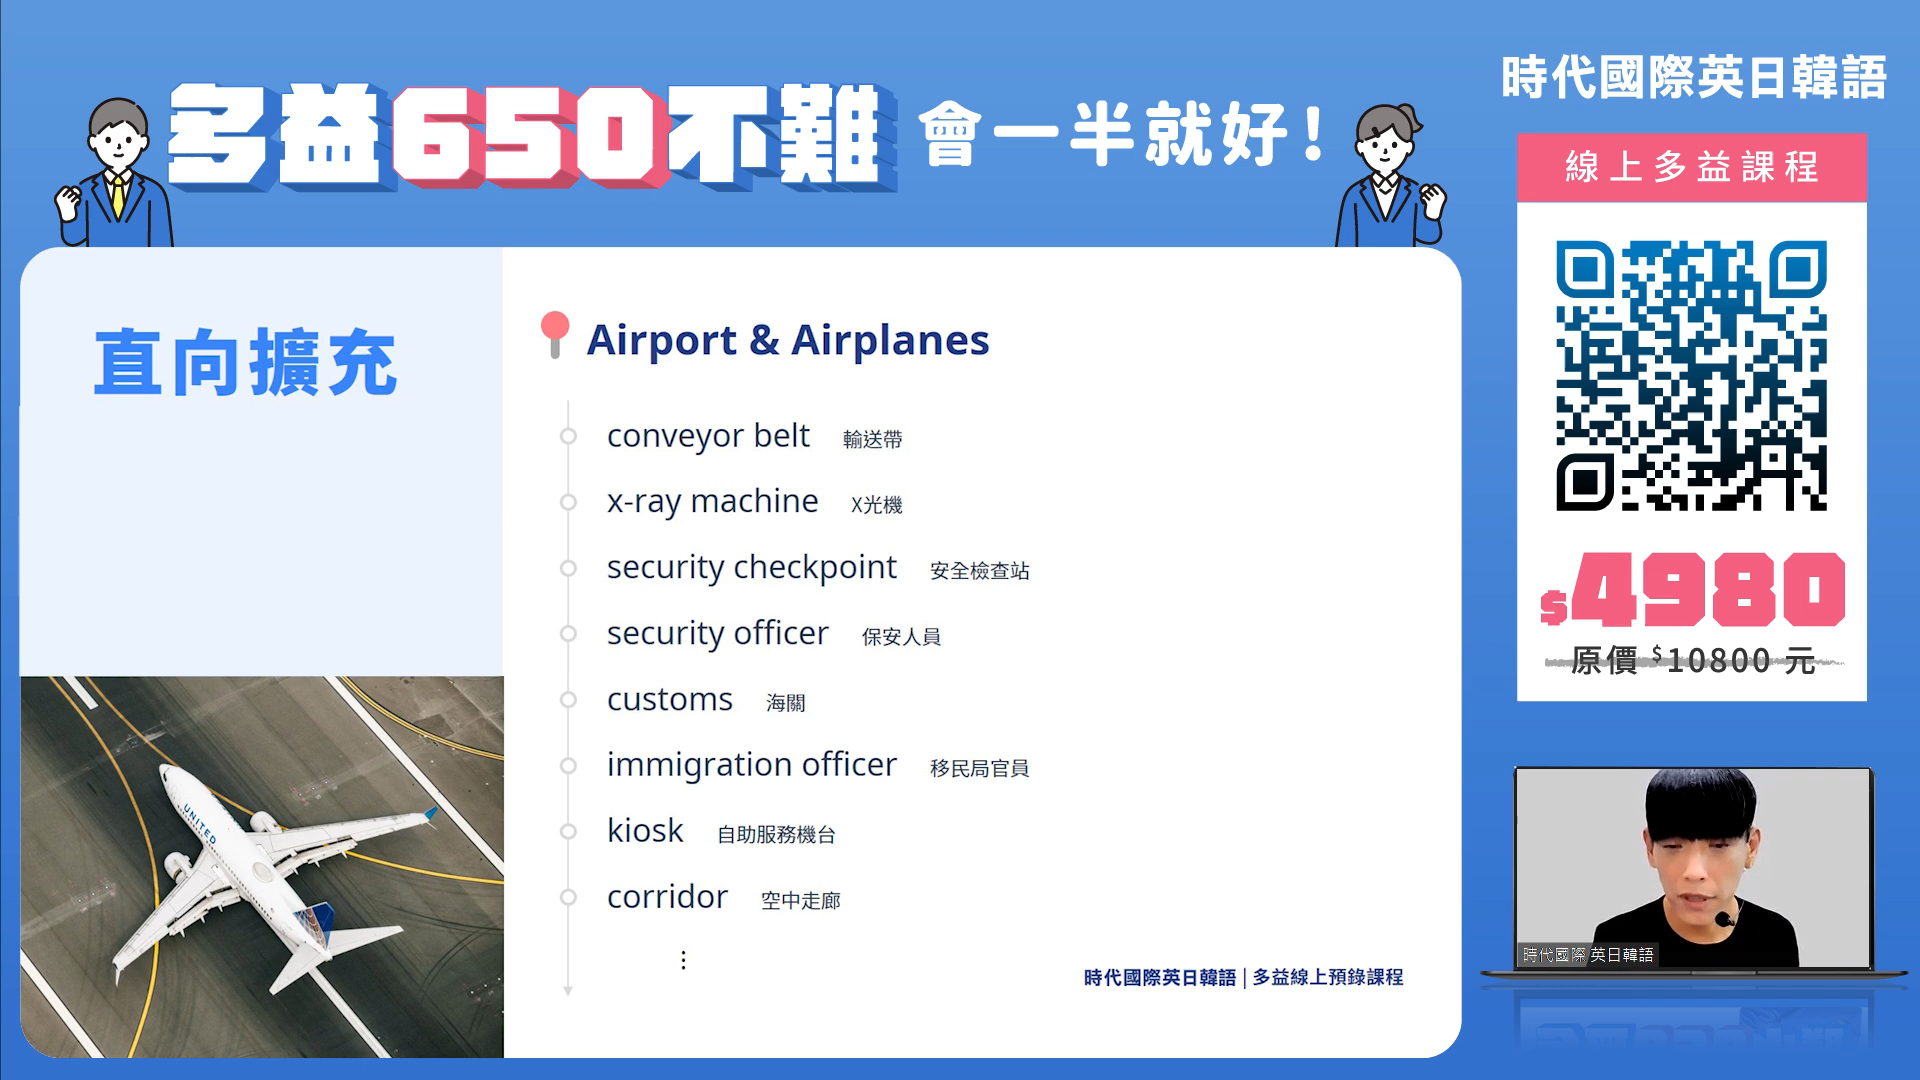 多益650不難 會一半就好!
時代國際英日韓語
線上多益課程
$4980
原價 $10800 元
直向擴充
Airport & Airplanes
conveyor belt 輸送帶
x-ray machine X光機
security checkpoint 安全檢查站
security officer 保安人員
customs 海關
immigration officer 移民局官員
kiosk 自助服務機台
corridor 空中走廊
⋮
時代國際英日韓語 | 多益線上預錄課程
UNITED
時代國際 英日韓語